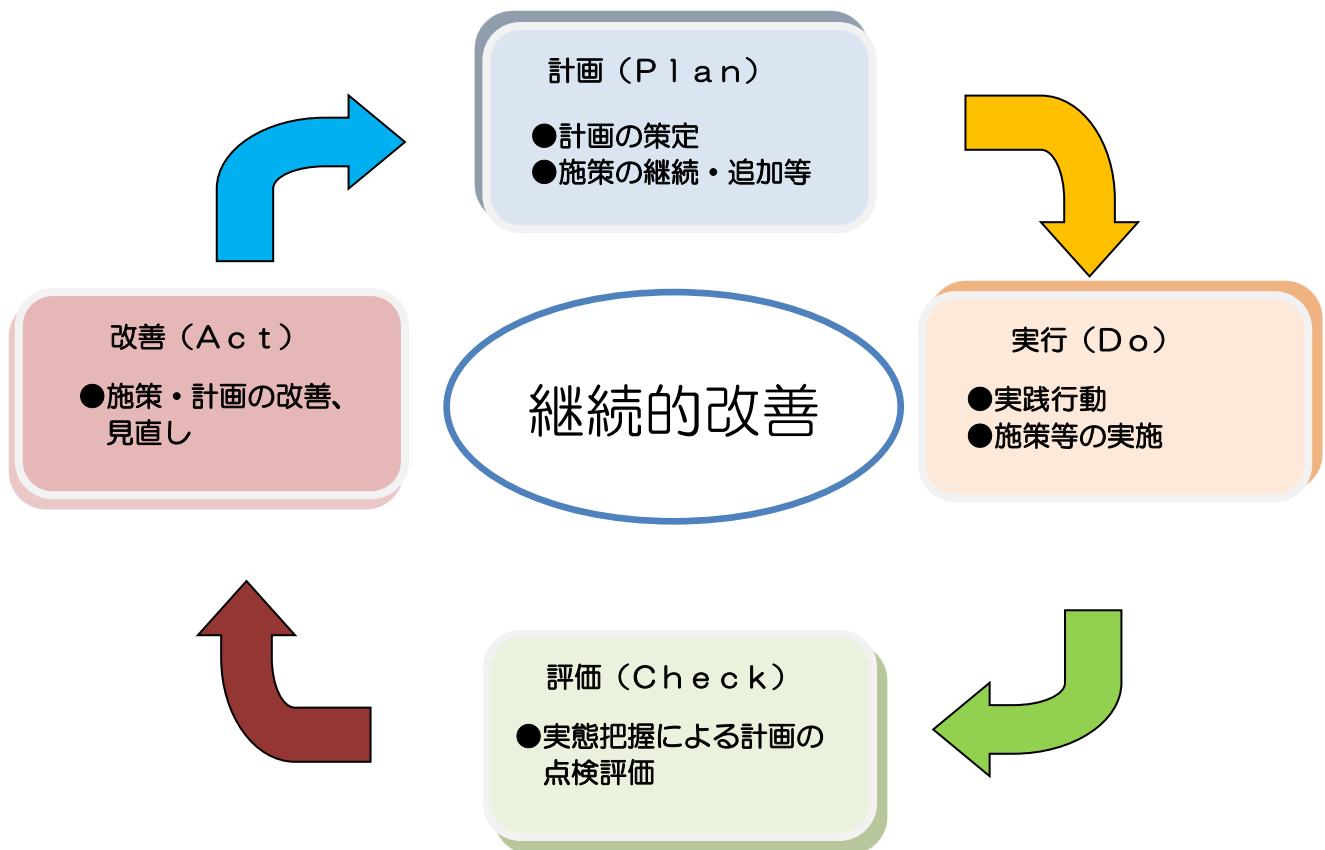 計画（Ｐｌａｎ）
●計画の策定
●施策の継続・追加等
実行（Ｄｏ）
●実践行動
●施策等の実施
評価（Ｃｈｅｃｋ）
●実態把握による計画の
点検評価
改善（Ａｃｔ）
●施策・計画の改善、
見直し
継続的改善